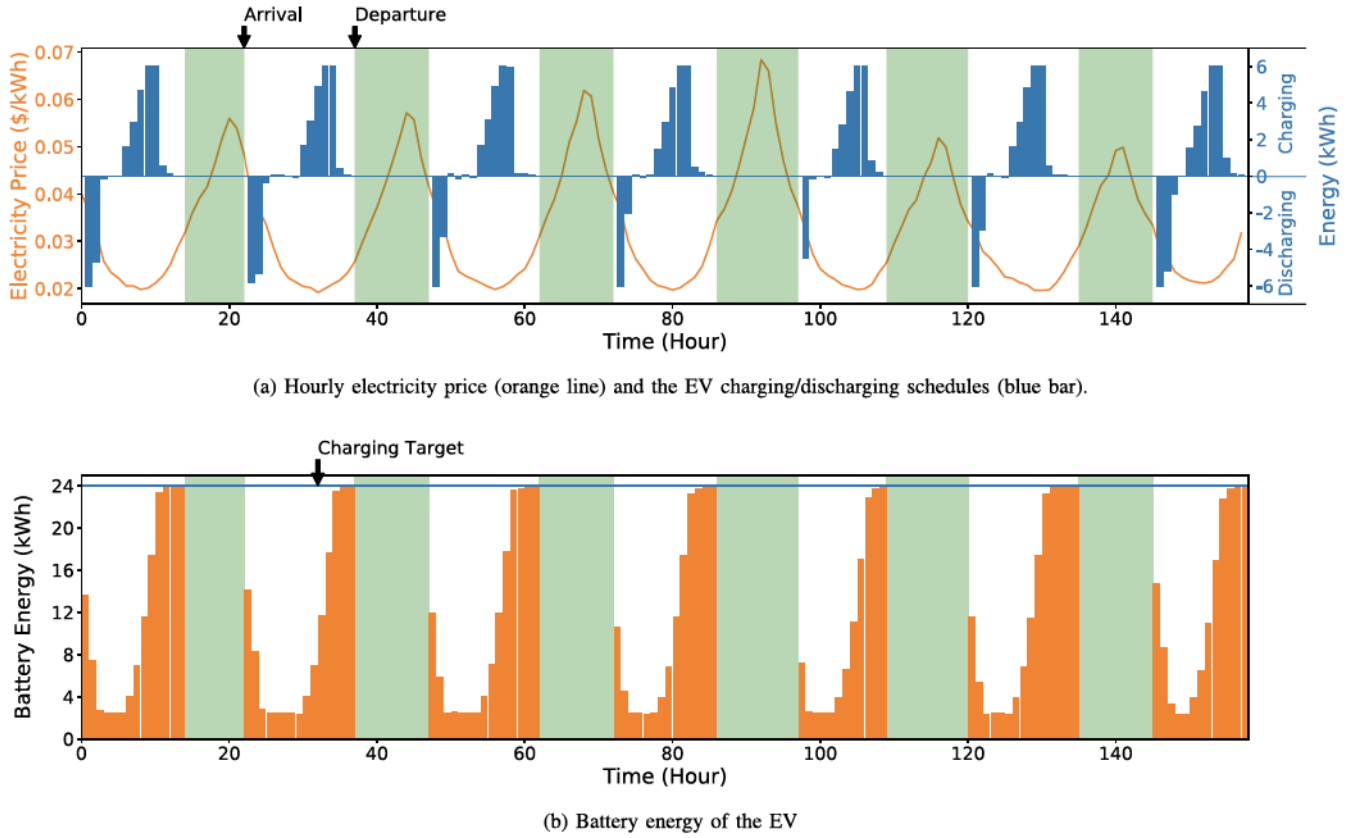 Arrival
Departure
Electricity Price ($/kWh)
0.07
0.06
0.05
0.04
0.03
0.02
6
4
2
0
-2
-4
-6
Charging
Discharging
Energy (kWh)
0 20 40 60 80 100 120 140
Time (Hour)
(a) Hourly electricity price (orange line) and the EV charging/discharging schedules (blue bar).
Charging Target
Battery Energy (kWh)
24
20
16
12
8
4
0
0 20 40 60 80 100 120 140
Time (Hour)
(b) Battery energy of the EV